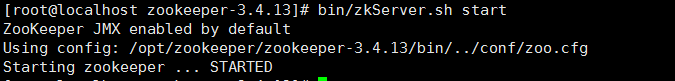 [root@localhost zookeeper-3.4.13]# bin/zkServer.sh start
ZooKeeper JMX enabled by default
Using config: /opt/zookeeper/zookeeper-3.4.13/bin/../conf/zoo.cfg
Starting zookeeper ... STARTED